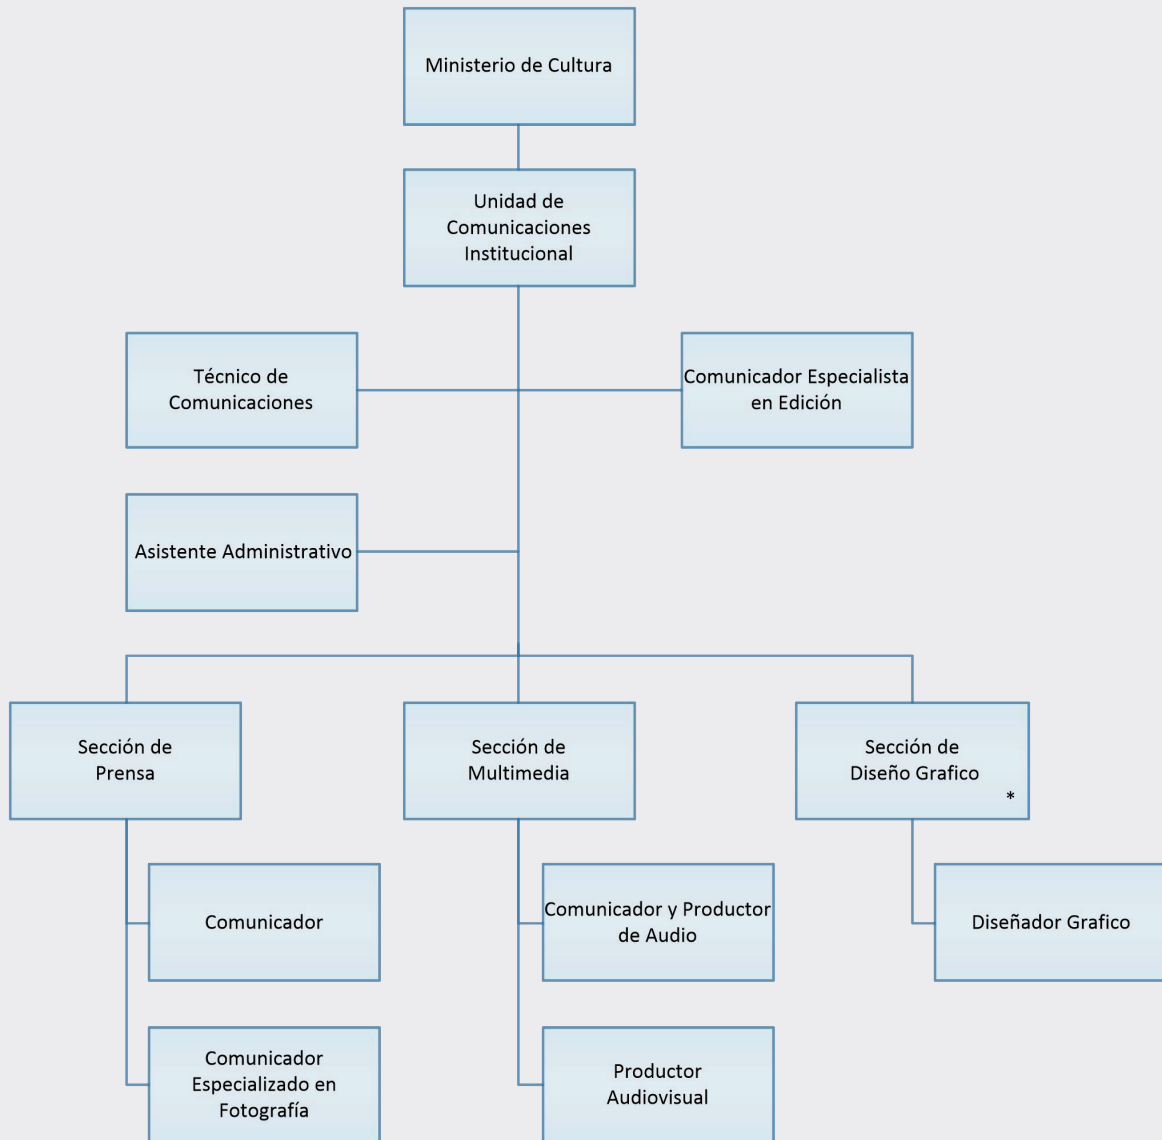 Ministerio de Cultura
Unidad de
Comunicaciones
Institucional
Técnico de
Comunicaciones
Comunicador Especialista
en Edición
Asistente Administrativo
Sección de
Prensa
Sección de
Multimedia
Sección de
Diseño Grafico
*
Comunicador
Comunicador y Productor
de Audio
Diseñador Grafico
Comunicador
Especializado en
Fotografía
Productor
Audiovisual